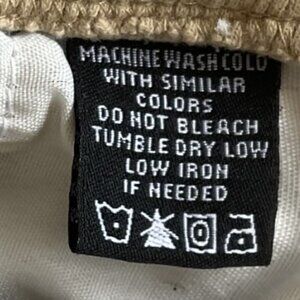 MACHINE WASH COLD
WITH SIMILAR
COLORS
DO NOT BLEACH
TUMBLE DRY LOW
LOW IRON
IF NEEDED